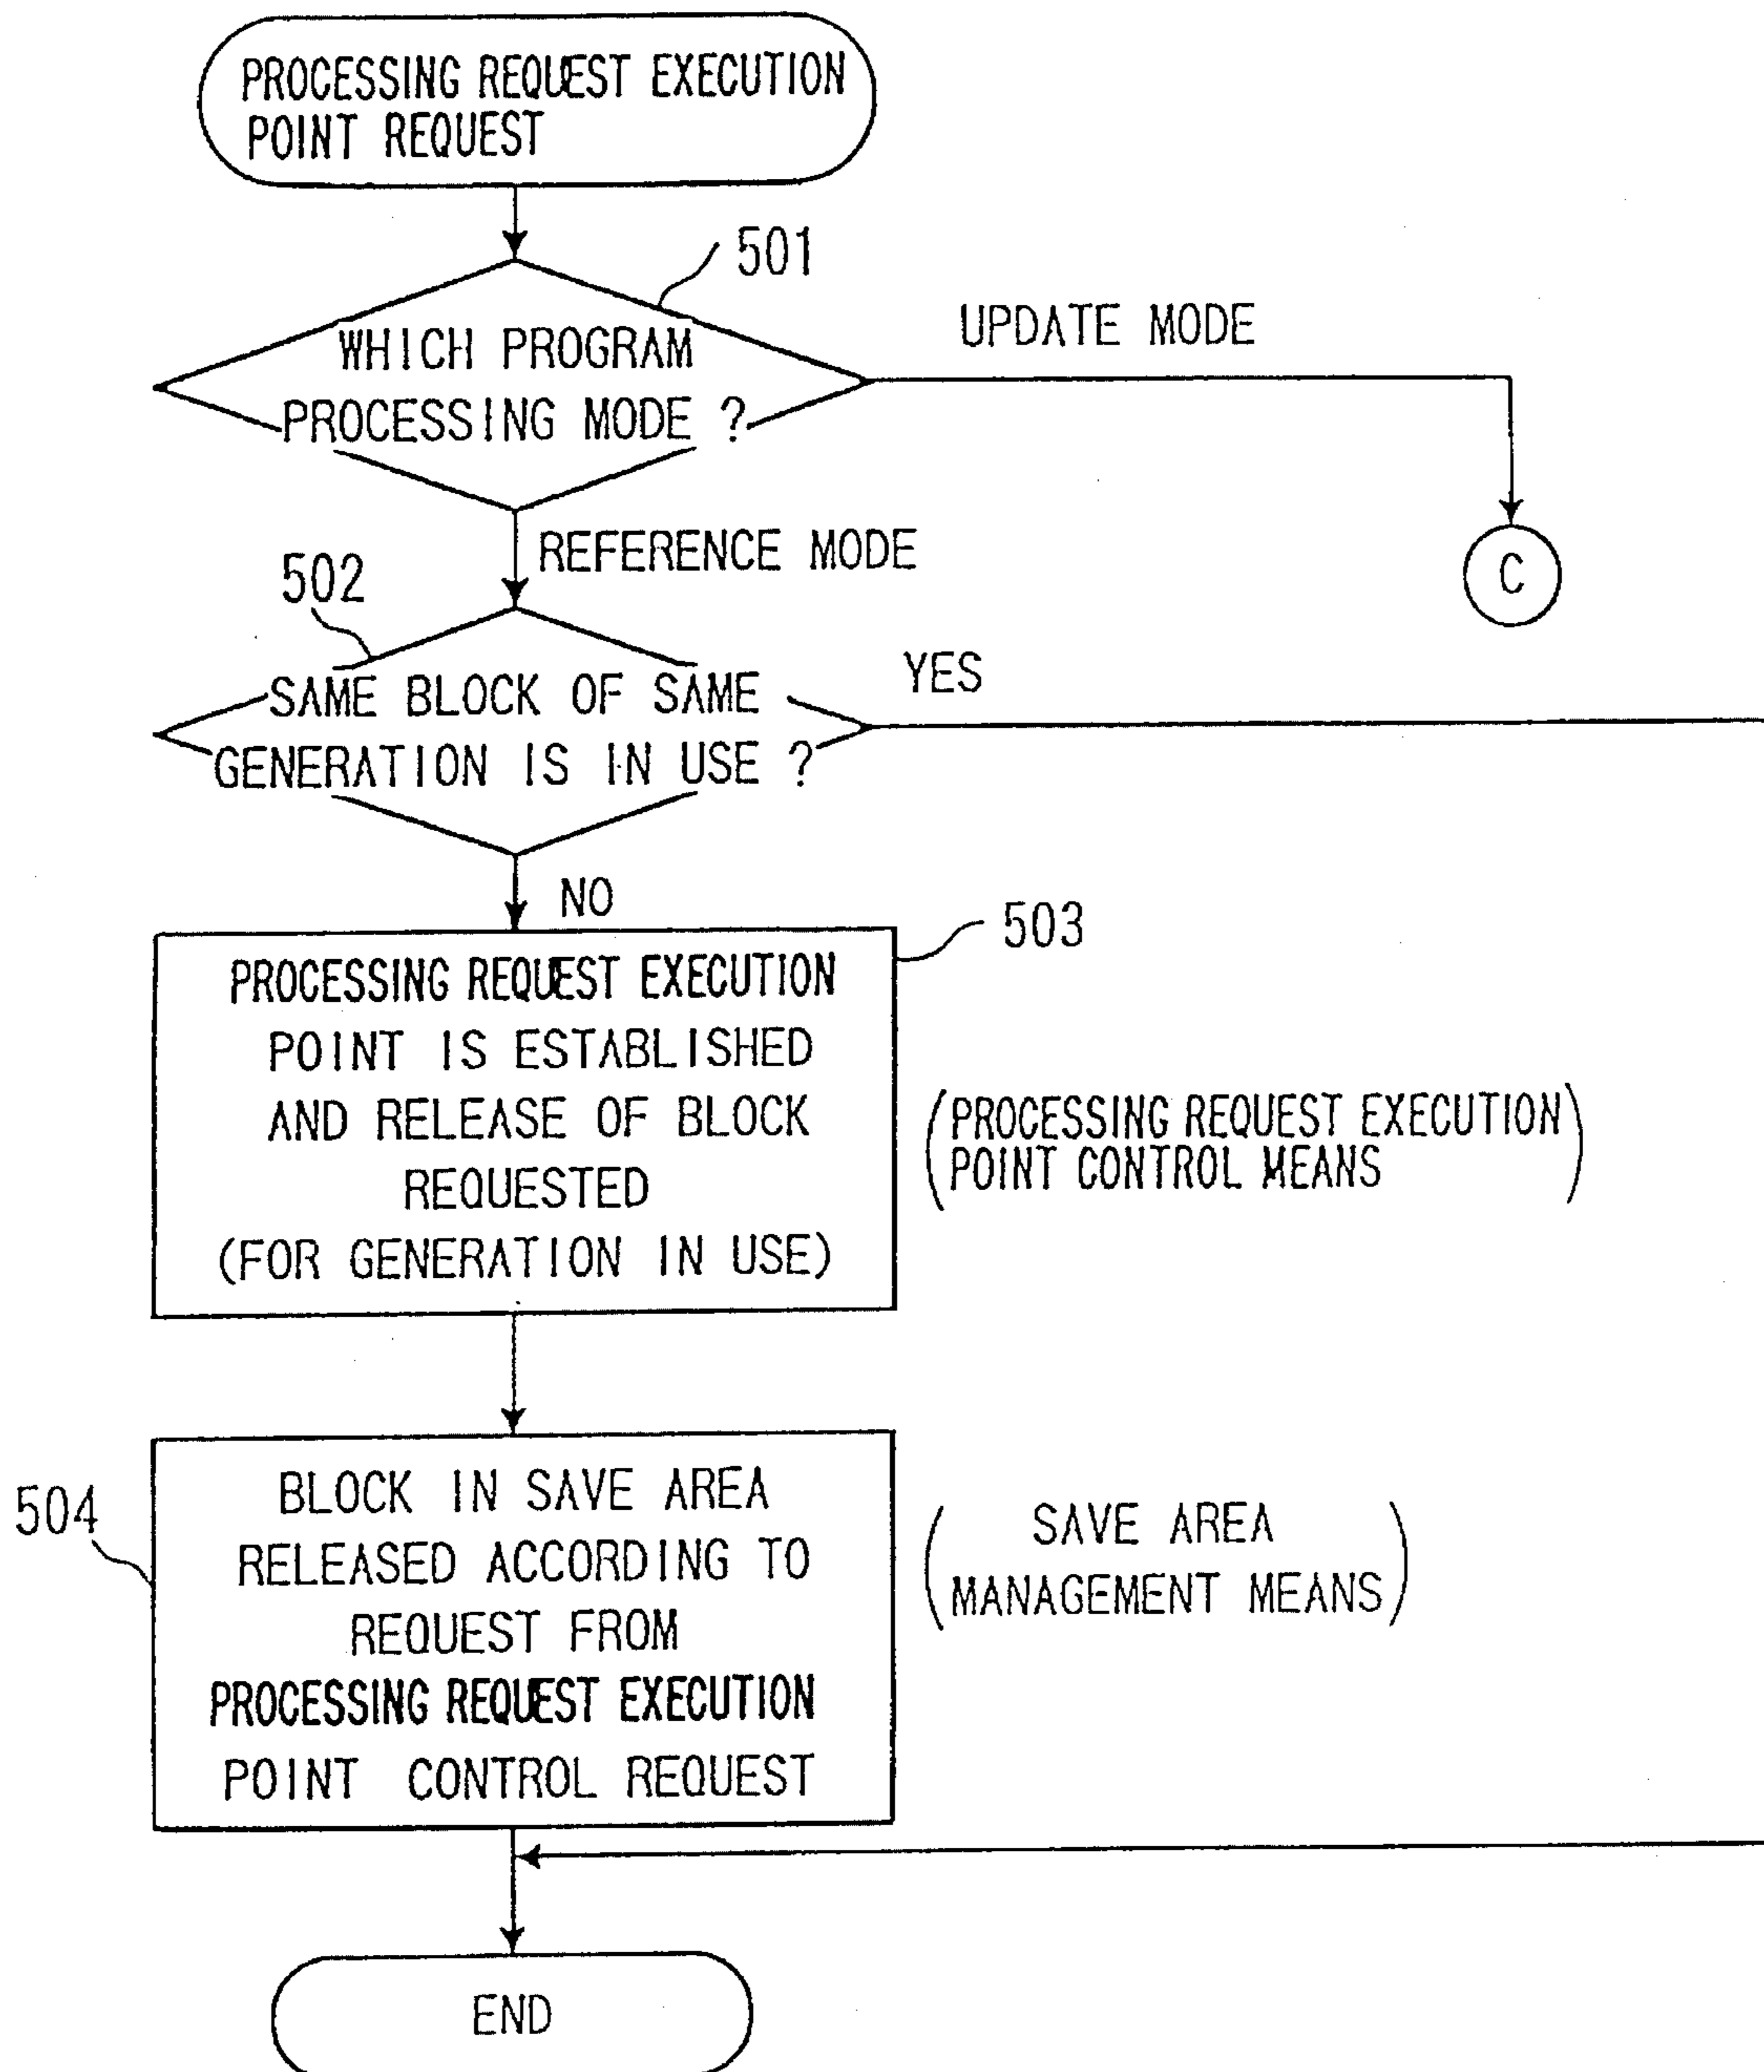 PROCESSING REQUEST EXECUTION
POINT REQUEST
501
WHICH PROGRAM
PROCESSING MODE ?
UPDATE MODE
C
REFERENCE MODE
502
SAME BLOCK OF SAME
GENERATION IS IN USE ?
YES
NO
503
PROCESSING REQUEST EXECUTION
POINT IS ESTABLISHED
AND RELEASE OF BLOCK
REQUESTED
(FOR GENERATION IN USE)
(PROCESSING REQUEST EXECUTION
POINT CONTROL MEANS)
504
BLOCK IN SAVE AREA
RELEASED ACCORDING TO
REQUEST FROM
PROCESSING REQUEST EXECUTION
POINT CONTROL REQUEST
(SAVE AREA
MANAGEMENT MEANS)
END